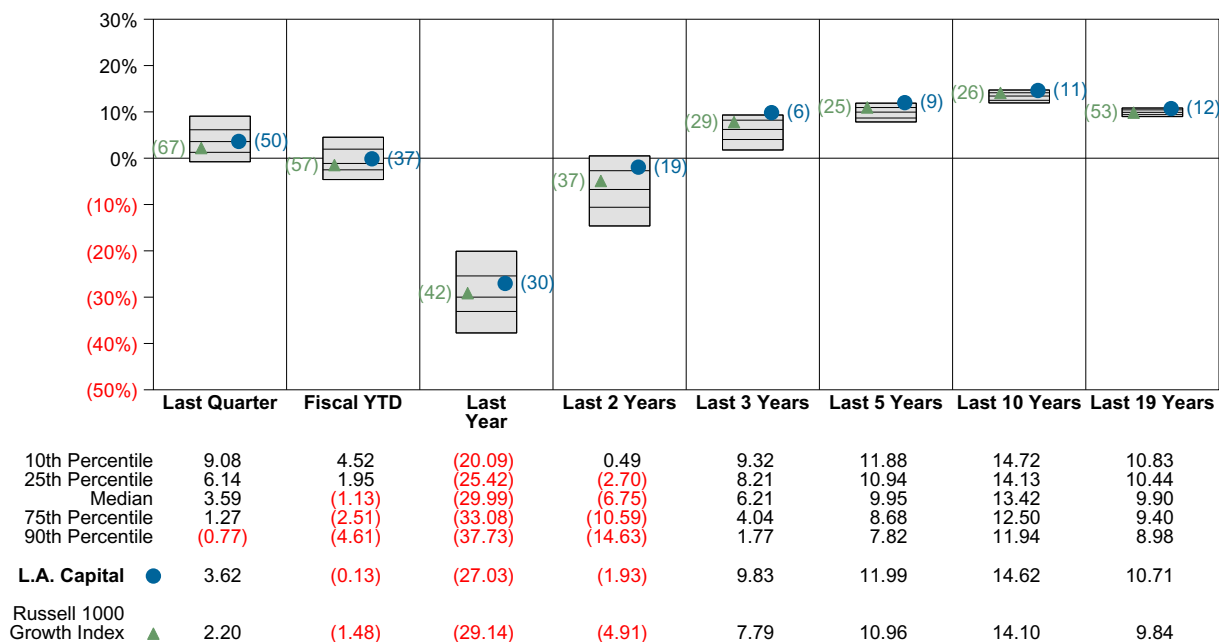 30%
20%
10%
0%
(10%)
(20%)
(30%)
(40%)
(50%)
(67) (50)
(57) (37)
(42) (30)
(37) (19)
(29) (6)
(25) (9)
(26) (11)
(53) (12)
Last Quarter Fiscal YTD Last Year Last 2 Years Last 3 Years Last 5 Years Last 10 Years Last 19 Years
10th Percentile 9.08 4.52 (20.09) 0.49 9.32 11.88 14.72 10.83
25th Percentile 6.14 1.95 (25.42) (2.70) 8.21 10.94 14.13 10.44
Median 3.59 (1.13) (29.99) (6.75) 6.21 9.95 13.42 9.90
75th Percentile 1.27 (2.51) (33.08) (10.59) 4.04 8.68 12.50 9.40
90th Percentile (0.77) (4.61) (37.73) (14.63) 1.77 7.82 11.94 8.98
L.A. Capital 3.62 (0.13) (27.03) (1.93) 9.83 11.99 14.62 10.71
Russell 1000
Growth Index 2.20 (1.48) (29.14) (4.91) 7.79 10.96 14.10 9.84